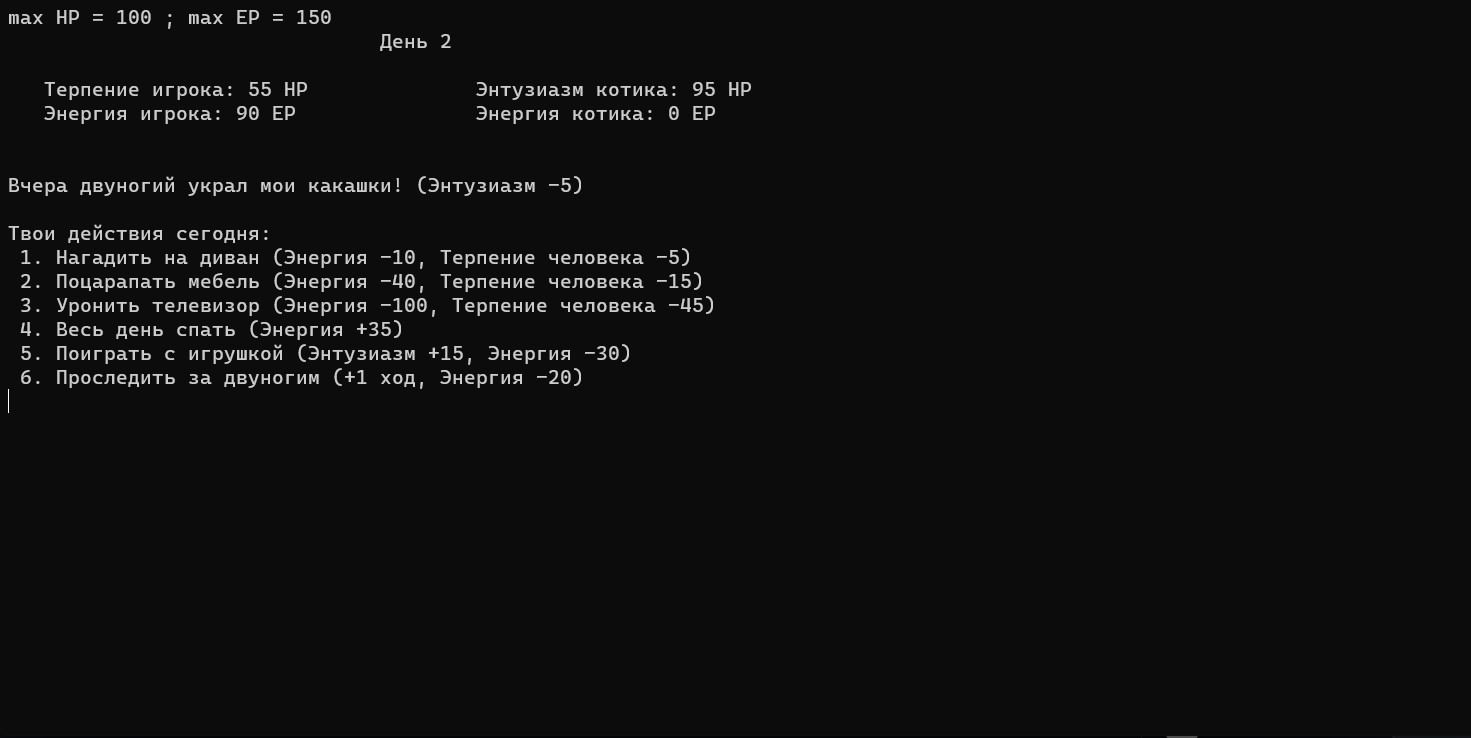 max HP = 100 ; max EP = 150
День 2
Терпение игрока: 55 HP Энтузиазм котика: 95 HP
Энергия игрока: 90 EP Энергия котика: 0 EP
Вчера двуногий украл мои какашки! (Энтузиазм -5)
Твои действия сегодня:
1. Нагадить на диван (Энергия -10, Терпение человека -5)
2. Поцарапать мебель (Энергия -40, Терпение человека -15)
3. Уронить телевизор (Энергия -100, Терпение человека -45)
4. Весь день спать (Энергия +35)
5. Поиграть с игрушкой (Энтузиазм +15, Энергия -30)
6. Проследить за двуногим (+1 ход, Энергия -20)